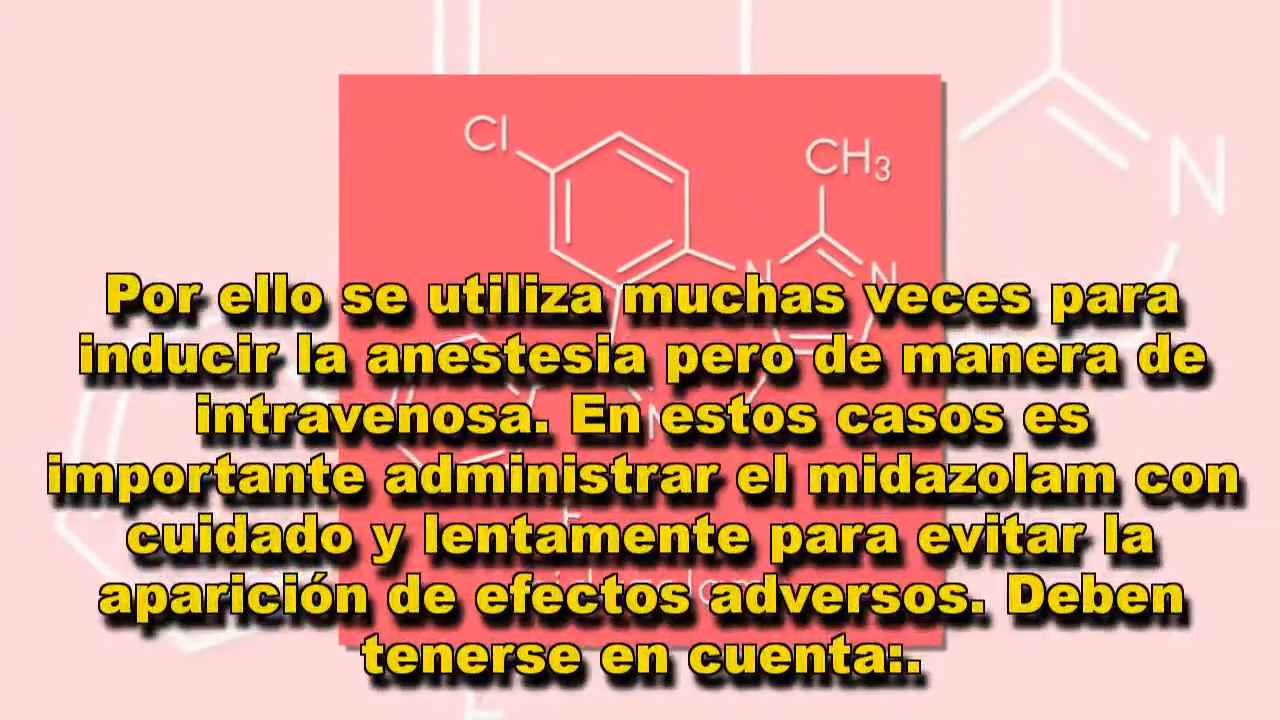 Cl
CH3
N
N
N
Por ello se utiliza muchas veces para
inducir la anestesia pero de manera de
intravenosa. En estos casos es
importante administrar el midazolam con
cuidado y lentamente para evitar la
aparición de efectos adversos. Deben
tenerse en cuenta:.
N
F